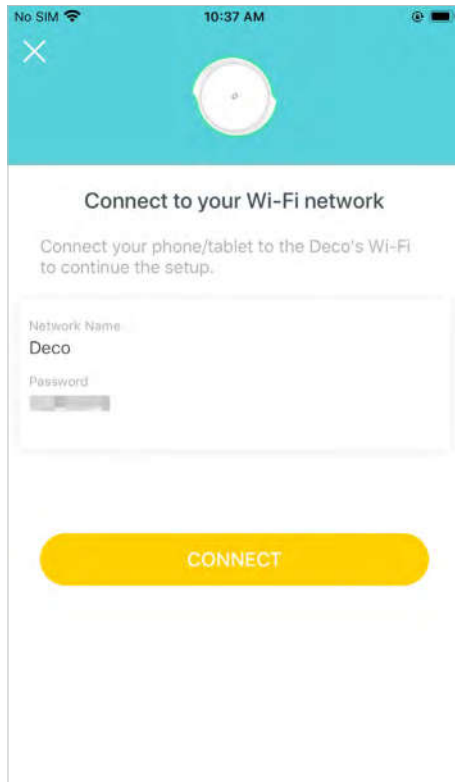 No SIM 10:37 AM
Connect to your Wi-Fi network
Connect your phone/tablet to the Deco's Wi-Fi
to continue the setup.
Network Name
Deco
Password
CONNECT